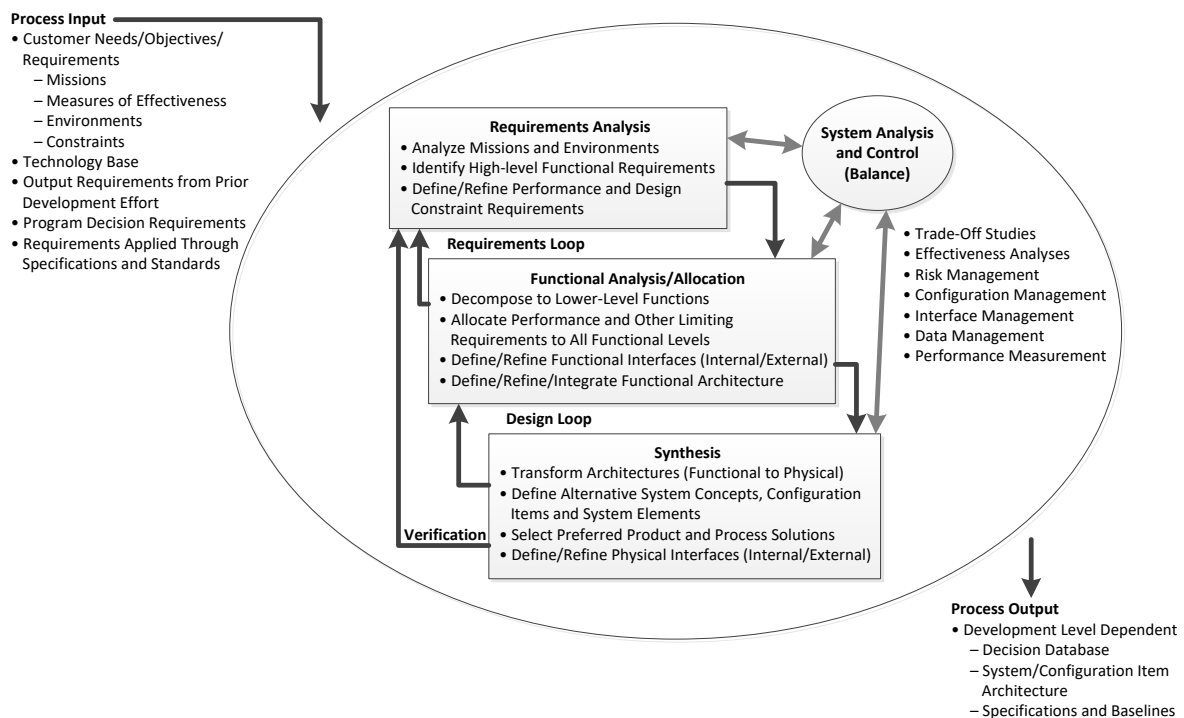 Process Input
• Customer Needs/Objectives/
Requirements
– Missions
– Measures of Effectiveness
– Environments
– Constraints
• Technology Base
• Output Requirements from Prior
Development Effort
• Program Decision Requirements
• Requirements Applied Through
Specifications and Standards
Requirements Analysis
• Analyze Missions and Environments
• Identify High-level Functional Requirements
• Define/Refine Performance and Design
Constraint Requirements
System Analysis
and Control
(Balance)
Requirements Loop
• Trade-Off Studies
• Effectiveness Analyses
• Risk Management
• Configuration Management
• Interface Management
• Data Management
• Performance Measurement
Functional Analysis/Allocation
• Decompose to Lower-Level Functions
• Allocate Performance and Other Limiting
Requirements to All Functional Levels
• Define/Refine Functional Interfaces (Internal/External)
• Define/Refine/Integrate Functional Architecture
Design Loop
Synthesis
• Transform Architectures (Functional to Physical)
• Define Alternative System Concepts, Configuration
Items and System Elements
• Select Preferred Product and Process Solutions
• Define/Refine Physical Interfaces (Internal/External)
Verification
Process Output
• Development Level Dependent
– Decision Database
– System/Configuration Item
Architecture
– Specifications and Baselines